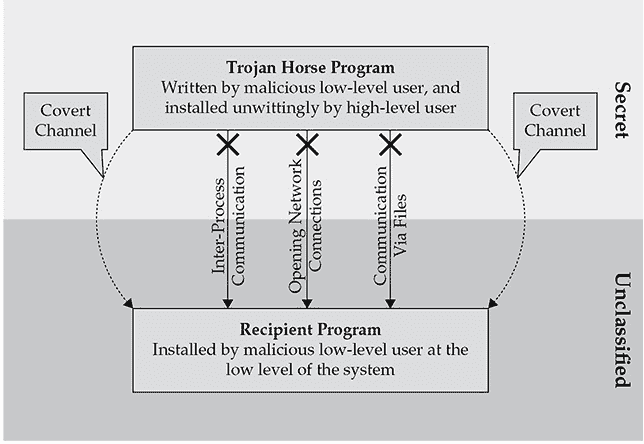 Trojan Horse Program
Written by malicious low-level user, and
installed unwittingly by high-level user
Covert
Channel
Covert
Channel
Secret
Inter-Process
Communication
Opening Network
Connections
Communication
Via Files
Unclassified
Recipient Program
Installed by malicious low-level user at the
low level of the system